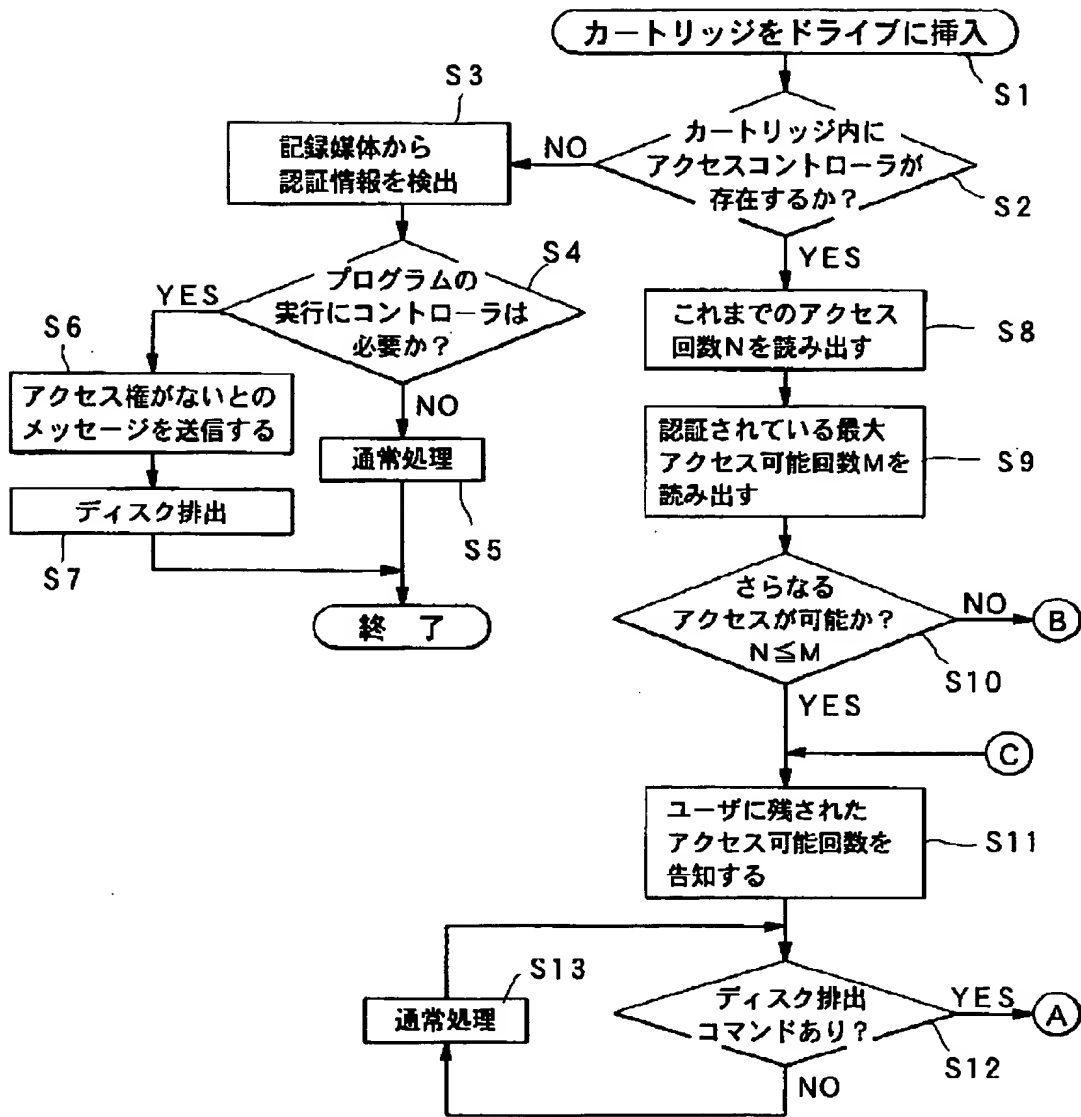 カートリッジをドライブに挿入
S1
S3
カートリッジ内に
アクセスコントローラが
存在するか？
S2
NO
YES
記録媒体から
認証情報を検出
プログラムの
実行にコントローラは
必要か？
S4
YES
NO
S6
アクセス権がないとの
メッセージを送信する
ディスク排出
S7
通常処理
S5
終 了
これまでのアクセス
回数Nを読み出す
S8
認証されている最大
アクセス可能回数Mを
読み出す
S9
さらなる
アクセスが可能か？
N≦M
NO
B
S10
YES
C
ユーザに残された
アクセス可能回数を
告知する
S11
S13
通常処理
ディスク排出
コマンドあり？
YES
A
S12
NO